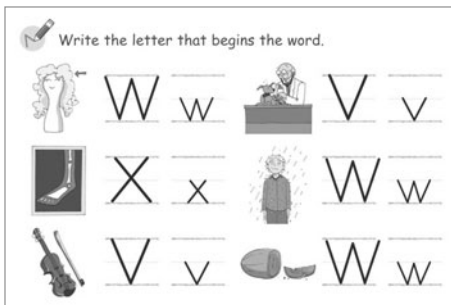 Write the letter that begins the word.
W w V v
X x W w
V v W w